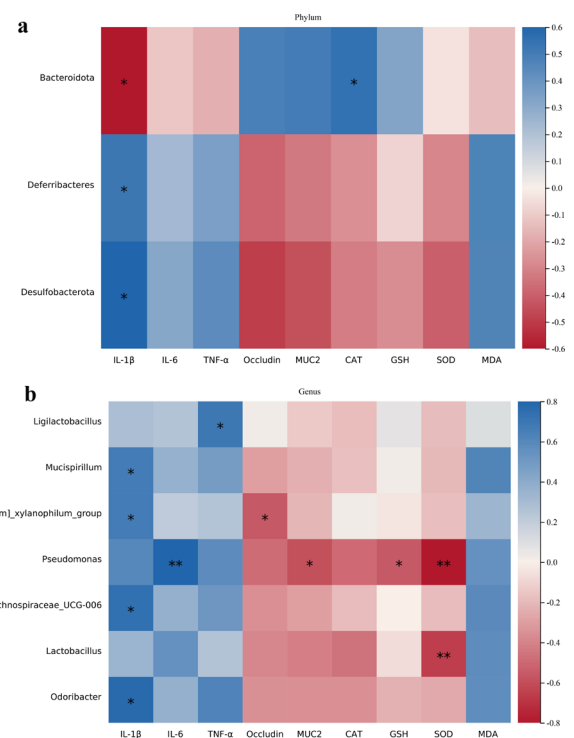 a
Phylum
Bacteroidota
Deferribacteres
Desulfobacterota
*
*
*
*
IL-1β IL-6 TNF-α Occludin MUC2 CAT GSH SOD MDA
0.6
0.5
0.4
0.3
0.2
0.1
0.0
-0.1
-0.2
-0.3
-0.4
-0.5
-0.6
b
Genus
Ligilactobacillus
Mucispirillum
m]_xylanophilum_group
Pseudomonas
chnospiraceae_UCG-006
Lactobacillus
Odoribacter
*
*
* *
** * * **
*
**
*
IL-1β IL-6 TNF-α Occludin MUC2 CAT GSH SOD MDA
0.8
0.6
0.4
0.2
0.0
-0.2
-0.4
-0.6
-0.8